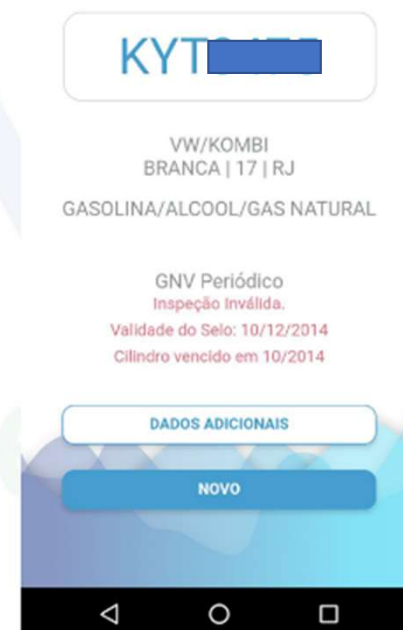 KYT
VW/KOMBI
BRANCA | 17 | RJ
GASOLINA/ALCOOL/GAS NATURAL
GNV Periódico
Inspeção Inválida.
Validade do Selo: 10/12/2014
Cilindro vencido em 10/2014
DADOS ADICIONAIS
NOVO